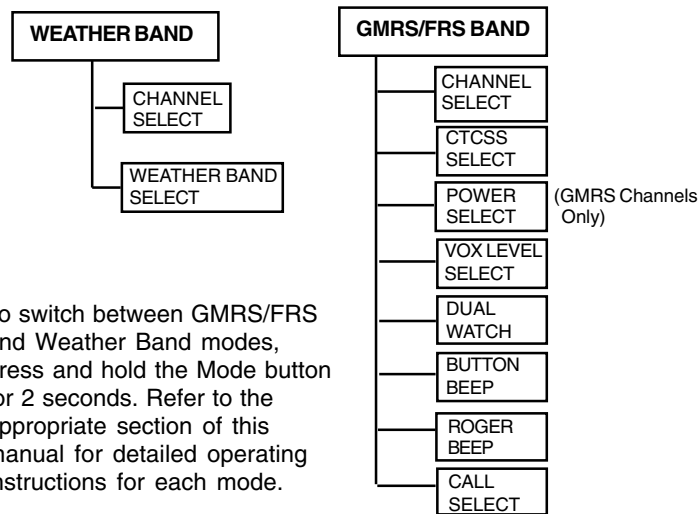 WEATHER BAND
CHANNEL
SELECT
WEATHER BAND
SELECT
o switch between GMRS/FRS
nd Weather Band modes,
ress and hold the Mode button
or 2 seconds. Refer to the
ppropriate section of this
manual for detailed operating
nstructions for each mode.
GMRS/FRS BAND
CHANNEL
SELECT
CTCSS
SELECT
POWER
SELECT
(GMRS Channels
Only)
VOX LEVEL
SELECT
DUAL
WATCH
BUTTON
BEEP
ROGER
BEEP
CALL
SELECT